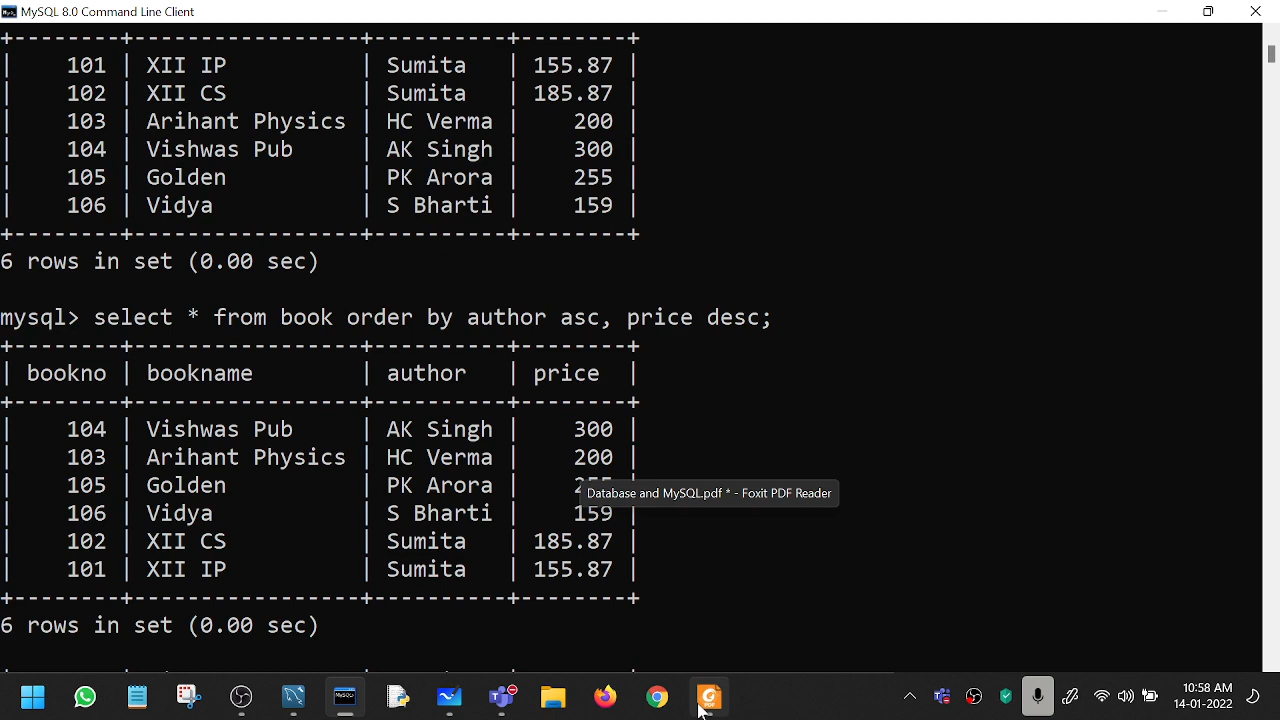 MySQL 8.0 Command Line Client
+--------+-----------------+----------+--------+
|    101 | XII IP          | Sumita   | 155.87 |
|    102 | XII CS          | Sumita   | 185.87 |
|    103 | Arihant Physics | HC Verma |    200 |
|    104 | Vishwas Pub     | AK Singh |    300 |
|    105 | Golden          | PK Arora |    255 |
|    106 | Vidya           | S Bharti |    159 |
+--------+-----------------+----------+--------+
6 rows in set (0.00 sec)
mysql> select * from book order by author asc, price desc;
+--------+-----------------+----------+--------+
| bookno | bookname        | author   | price  |
+--------+-----------------+----------+--------+
|    104 | Vishwas Pub     | AK Singh |    300 |
|    103 | Arihant Physics | HC Verma |    200 |
|    105 | Golden          | PK Arora |    255
Database and MySQL.pdf * - Foxit PDF Reader
|    106 | Vidya           | S Bharti |    159 |
|    102 | XII CS          | Sumita   | 185.87 |
|    101 | XII IP          | Sumita   | 155.87 |
+--------+-----------------+----------+--------+
6 rows in set (0.00 sec)
10:58 AM
14-01-2022